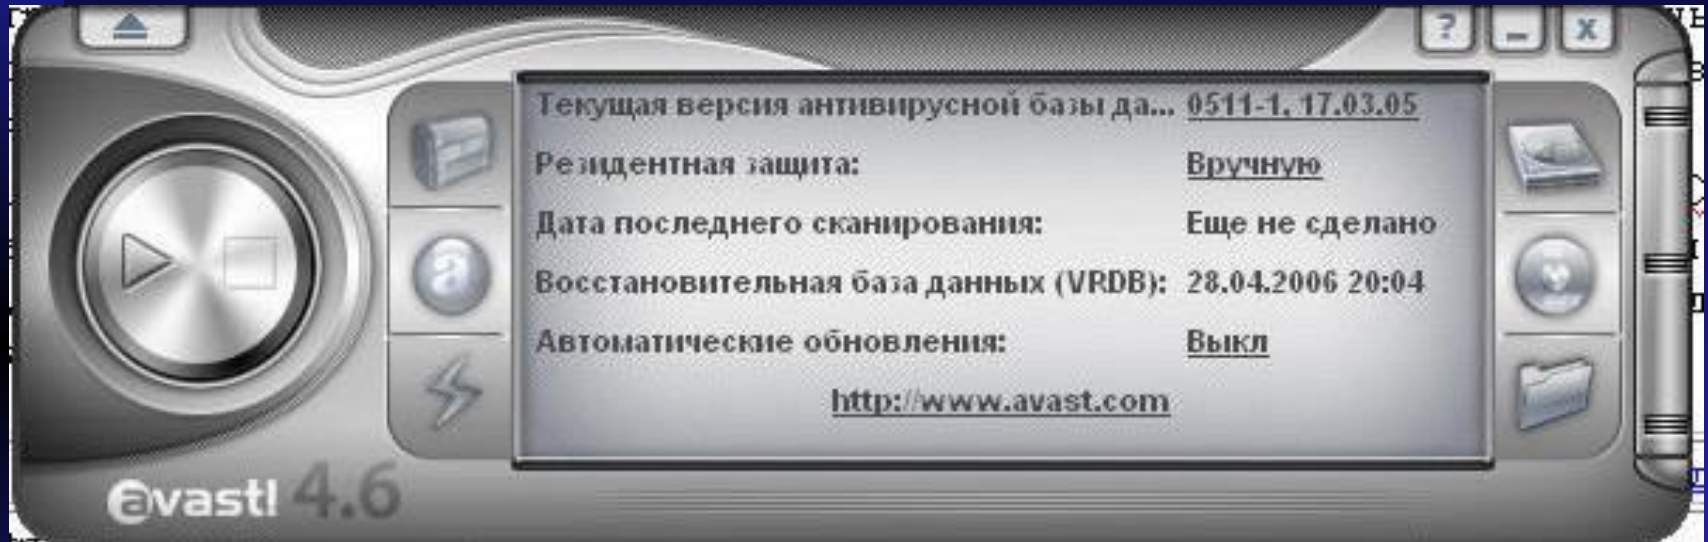 ?
x
Текущая версия антивирусной базы да... 0511-1, 17.03.05
Резидентная защита: Вручную
Дата последнего сканирования: Еще не сделано
Восстановительная база данных (VRDB): 28.04.2006 20:04
Автоматические обновления: Выкл
http://www.avast.com
avast! 4.6